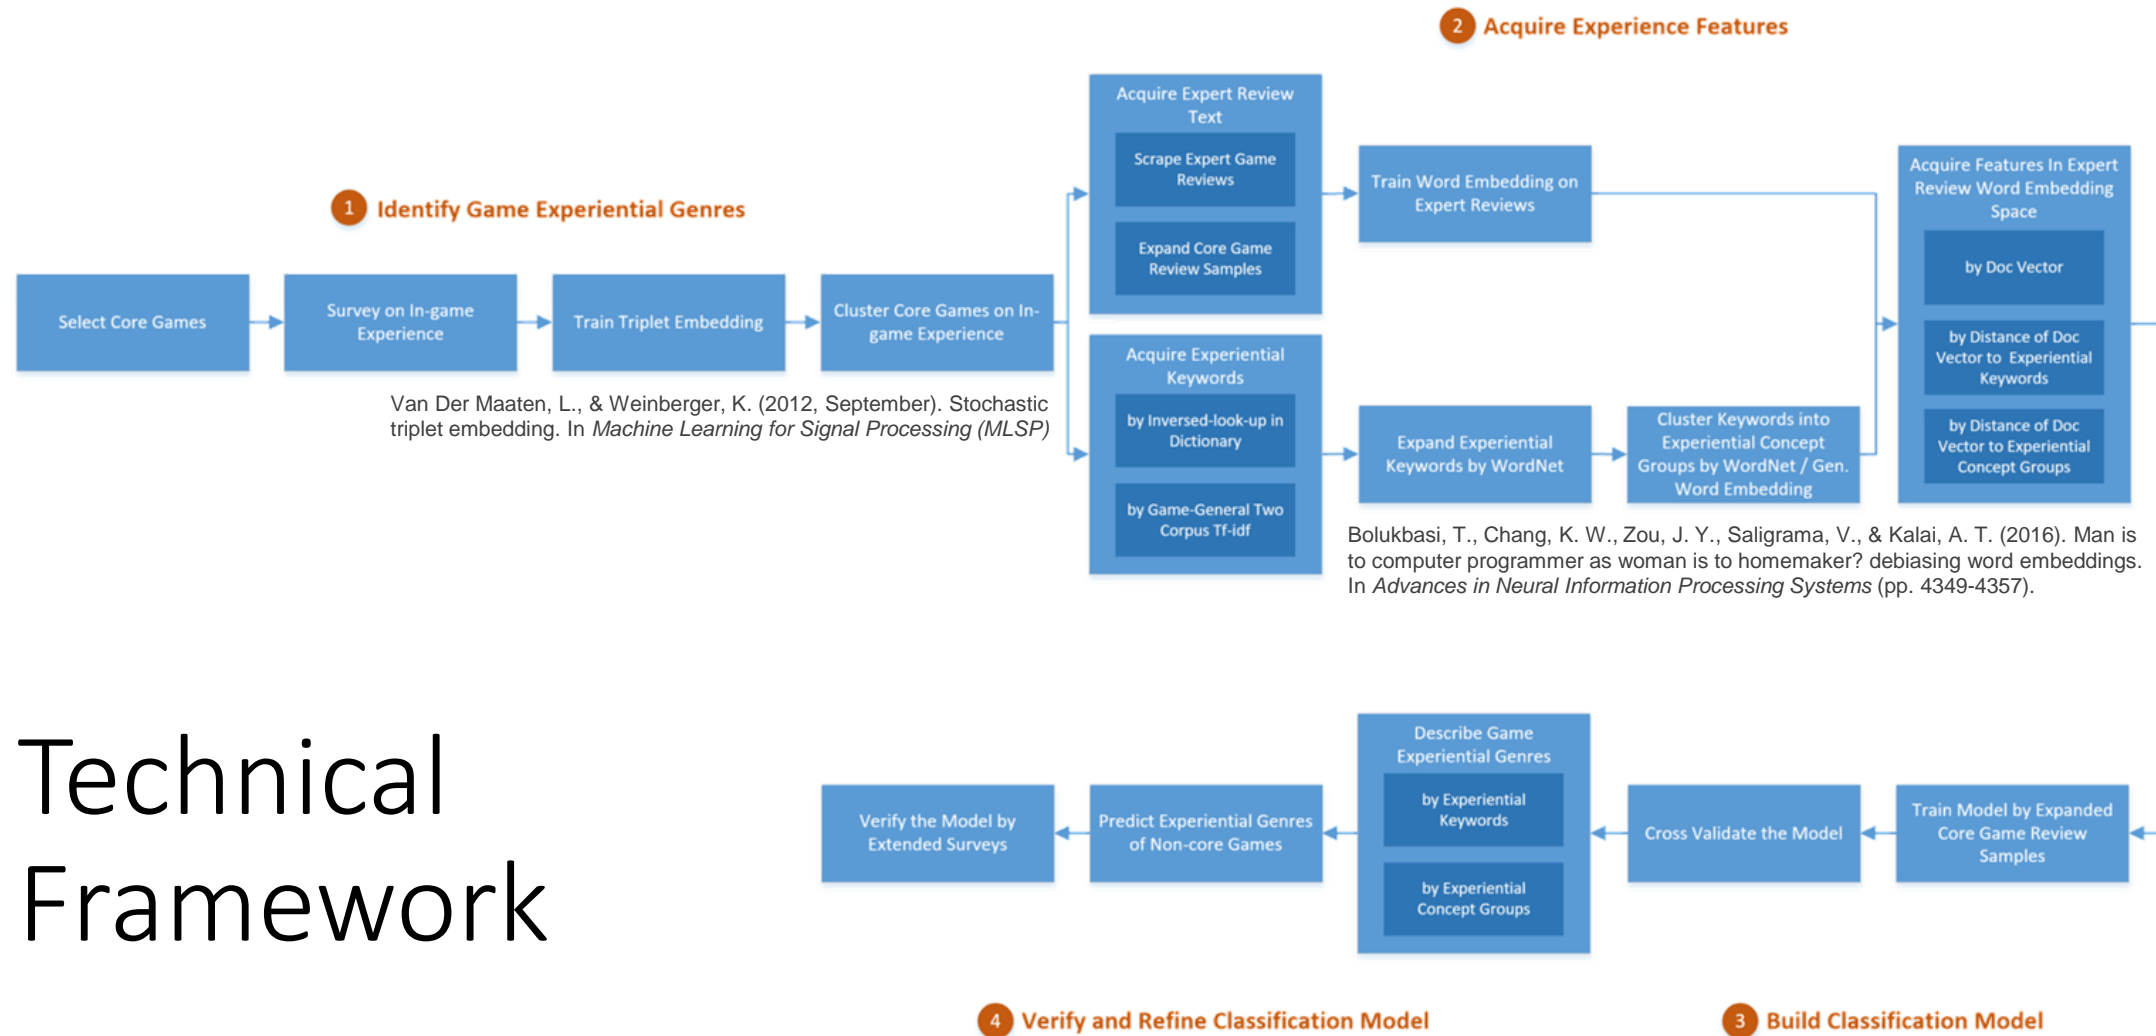 2 Acquire Experience Features
1 Identify Game Experiential Genres
Select Core Games
Survey on In-game
Experience
Train Triplet Embedding
Cluster Core Games on In-
game Experience
Van Der Maaten, L., & Weinberger, K. (2012, September). Stochastic
triplet embedding. In Machine Learning for Signal Processing (MLSP)
Acquire Expert Review
Text
Scrape Expert Game
Reviews
Expand Core Game
Review Samples
Acquire Experiential
Keywords
by Inversed-look-up in
Dictionary
by Game-General Two
Corpus Tf-idf
Train Word Embedding on
Expert Reviews
Expand Experiential
Keywords by WordNet
Cluster Keywords into
Experiential Concept
Groups by WordNet / Gen.
Word Embedding
Acquire Features In Expert
Review Word Embedding
Space
by Doc Vector
by Distance of Doc
Vector to Experiential
Keywords
by Distance of Doc
Vector to Experiential
Concept Groups
Bolukbasi, T., Chang, K. W., Zou, J. Y., Saligrama, V., & Kalai, A. T. (2016). Man is
to computer programmer as woman is to homemaker? debiasing word embeddings.
In Advances in Neural Information Processing Systems (pp. 4349-4357).
Technical
Framework
Verify the Model by
Extended Surveys
Predict Experiential Genres
of Non-core Games
Describe Game
Experiential Genres
by Experiential
Keywords
by Experiential
Concept Groups
Cross Validate the Model
Train Model by Expanded
Core Game Review
Samples
4 Verify and Refine Classification Model
3 Build Classification Model